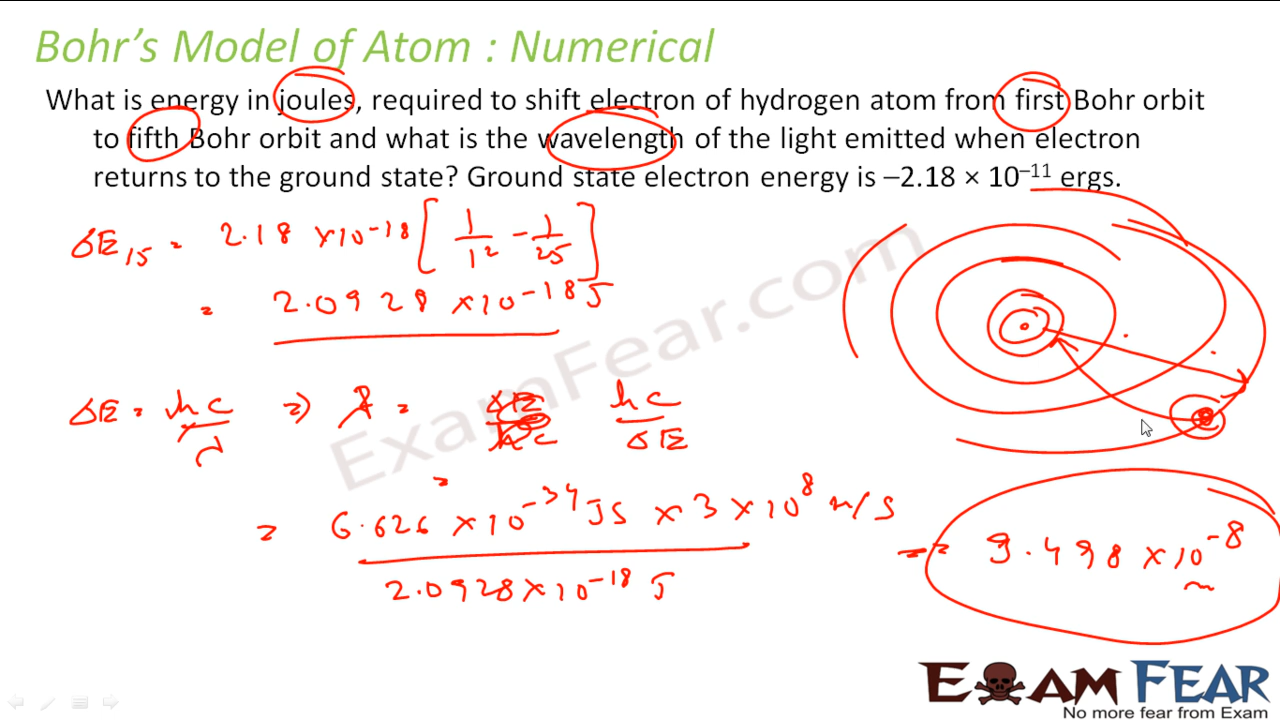 Bohr's Model of Atom : Numerical
What is energy in joules, required to shift electron of hydrogen atom from first Bohr orbit
to fifth Bohr orbit and what is the wavelength of the light emitted when electron
returns to the ground state? Ground state electron energy is –2.18 × 10⁻¹¹ ergs.
ΔE₁₅ = 2.18 × 10⁻¹⁸ [ 1/1² - 1/25 ]
= 2.0928 × 10⁻¹⁸ J
ΔE = hc/λ => λ = hc/ΔE
=
= 6.626 × 10⁻³⁴ Js × 3 × 10⁸ m/s / 2.0928 × 10⁻¹⁸ J
= 9.498 × 10⁻⁸
ExamFear.com
EXAM FEAR
No more fear from Exam